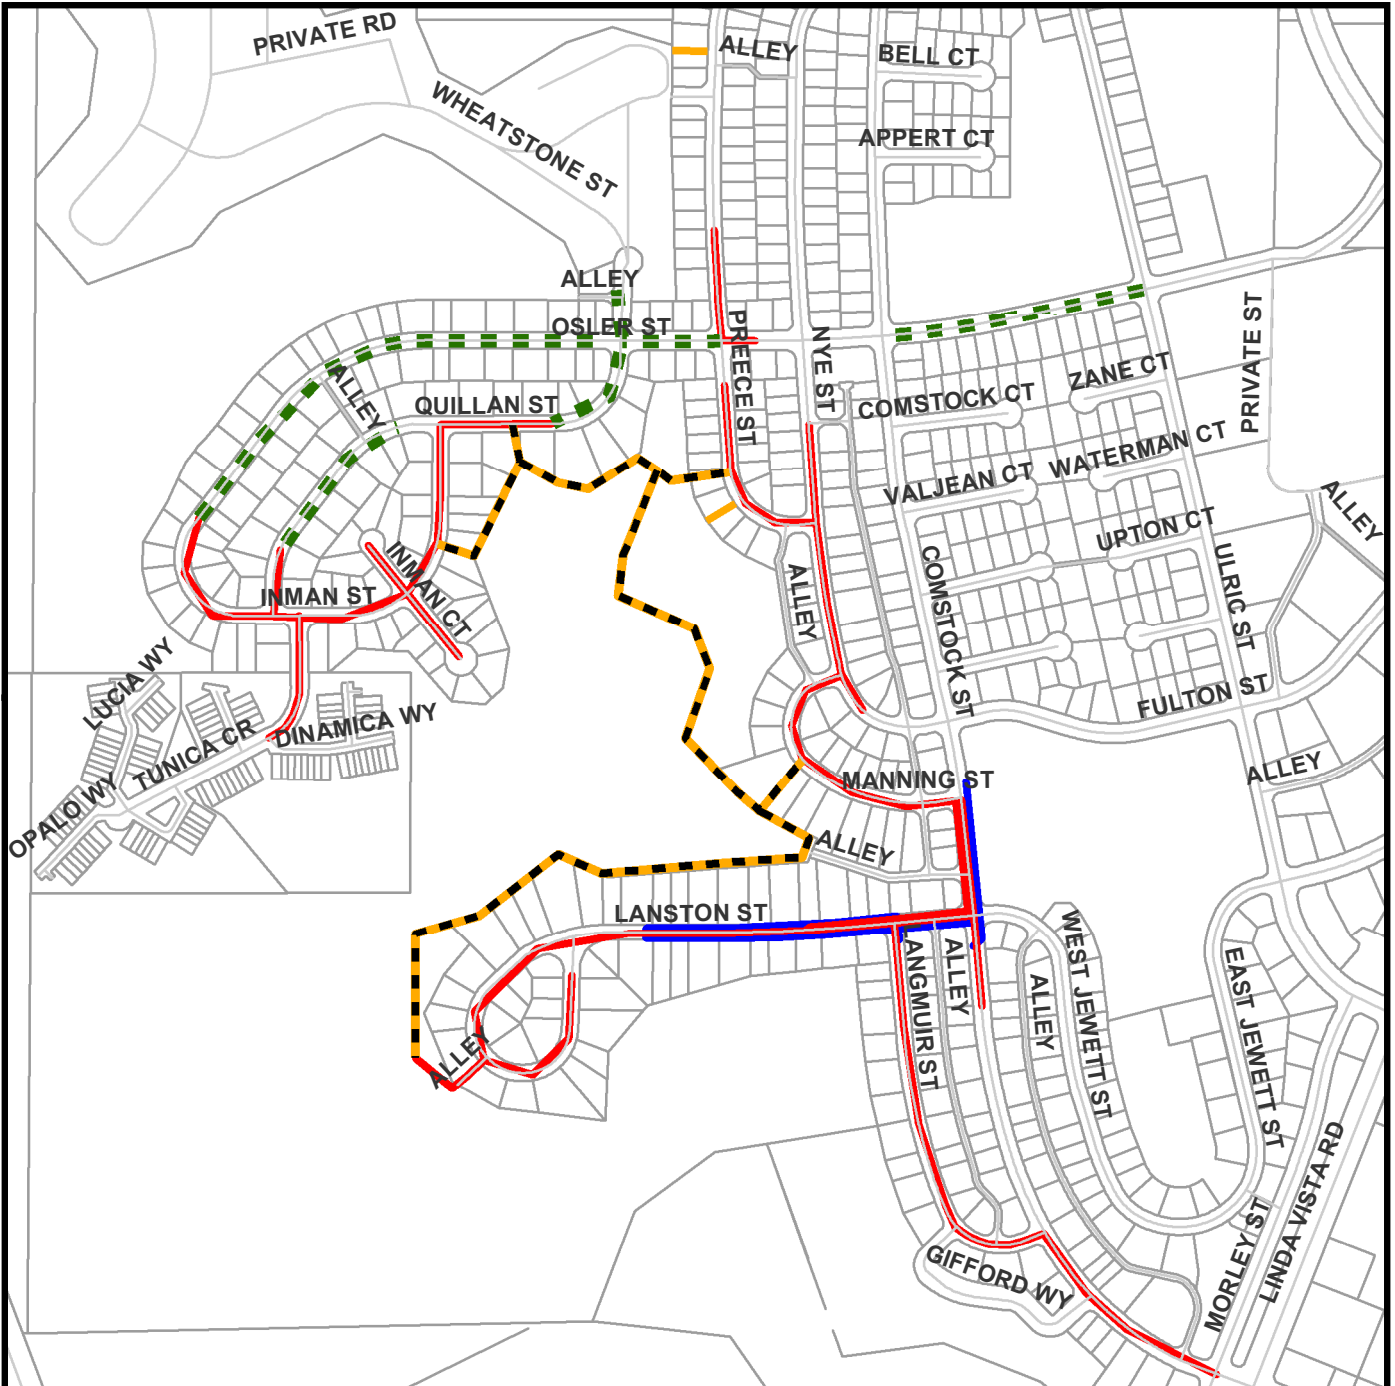 PRIVATE RD
ALLEY
BELL CT
WHEATSTONE ST
APPERT CT
ALLEY
OSLER ST
PREECE ST
NYE ST
PRIVATE ST
ALLEY
QUILLAN ST
COMSTOCK CT
ZANE CT
VALJEAN CT
WATERMAN CT
ALLEY
UPTON CT
INMAN ST
INMAN CT
ALLEY
COMSTOCK ST
ULRIC ST
LUCIA WY
TUNICA CR
DINAMICA WY
OPALO WY
FULTON ST
MANNING ST
ALLEY
ALLEY
LANSTON ST
ANGMUIR ST
ALLEY
ALLEY
WEST JEWETT ST
EAST JEWETT ST
ALLEY
GIFFORD WY
MORLEY ST
LINDA VISTA RD